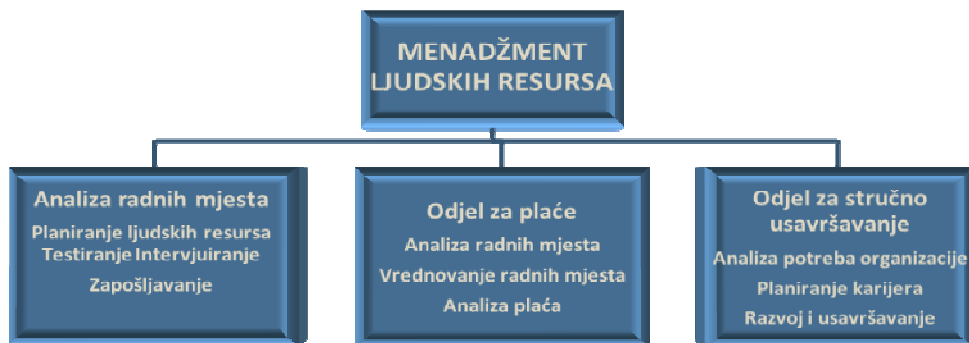 MENADŽMENT
LJUDSKIH RESURSA
Analiza radnih mjesta
Planiranje ljudskih resursa
Testiranje Intervjuiranje
Zapošljavanje
Odjel za plaće
Analiza radnih mjesta
Vrednovanje radnih mjesta
Analiza plaća
Odjel za stručno
usavršavanje
Analiza potreba organizacije
Planiranje karijera
Razvoj i usavršavanje